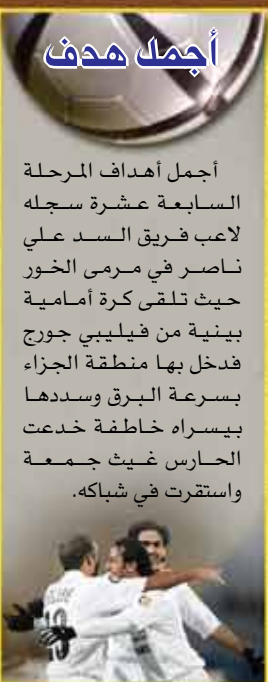 أجمل هدف
أجمل أهداف المرحلة
السابعة عشرة سجله
لاعب فريق السد علي
ناصر في مرمى الخور
حيث تلقى كرة أمامية
بينية من فيليبي جورج
فدخل بها منطقة الجزاء
بسرعة البرق وسددها
بيسراه خاطفة خدعت
الحارس غيث جمعة
واستقرت في شباكه.